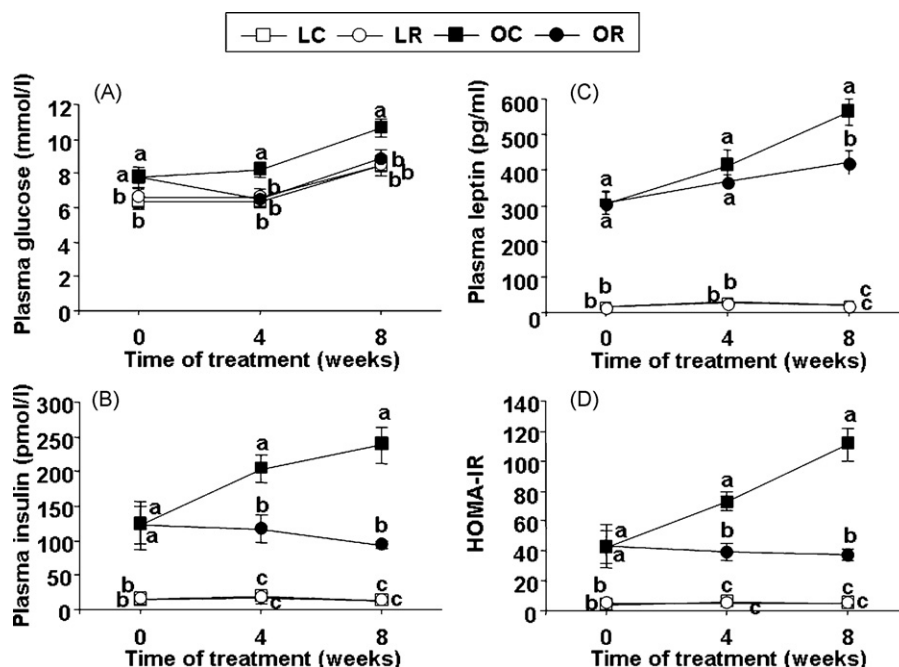 LC LR OC OR
(A)
Plasma glucose (mmol/l)
12
10
8
6
4
2
0
a
a
a
a
b
b
b
b
b
b
b
0 4 8
Time of treatment (weeks)
(C)
Plasma leptin (pg/ml)
600
500
400
300
200
100
0
a
a
a
a
a
b
b
b
b
b
c
c
0 4 8
Time of treatment (weeks)
(B)
Plasma insulin (pmol/l)
300
250
200
150
100
50
0
a
a
a
a
b
b
b
b
c
c
c
c
0 4 8
Time of treatment (weeks)
(D)
HOMA-IR
140
120
100
80
60
40
20
0
a
a
a
a
b
b
b
b
c
c
c
c
0 4 8
Time of treatment (weeks)